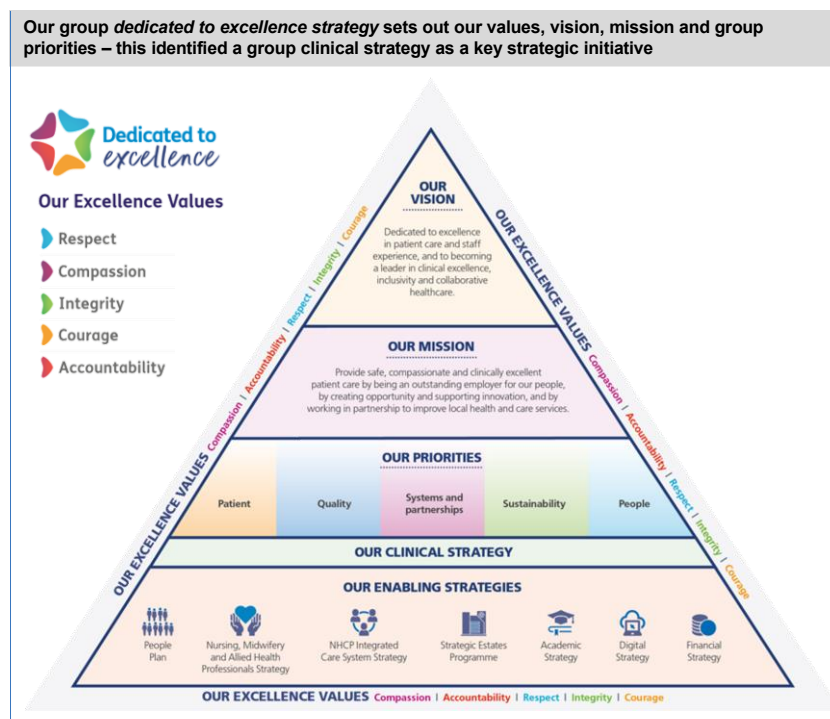 Our group dedicated to excellence strategy sets out our values, vision, mission and group
priorities – this identified a group clinical strategy as a key strategic initiative
Dedicated to
excellence
Our Excellence Values
Respect
Compassion
Integrity
Courage
Accountability
OUR
VISION
Dedicated to excellence
in patient care and staff
experience, and to becoming
a leader in clinical excellence,
inclusivity and collaborative
healthcare.
OUR MISSION
Provide safe, compassionate and clinically excellent
patient care by being an outstanding employer for our people,
by creating opportunity and supporting innovation, and by
working in partnership to improve local health and care services.
OUR PRIORITIES
Patient
Quality
Systems and
partnerships
Sustainability
People
OUR CLINICAL STRATEGY
OUR ENABLING STRATEGIES
People
Plan
Nursing, Midwifery
and Allied Health
Professionals Strategy
NHCP Integrated
Care System Strategy
Strategic Estates
Programme
Academic
Strategy
Digital
Strategy
Financial
Strategy
OUR EXCELLENCE VALUES Compassion | Accountability | Respect | Integrity | Courage
OUR EXCELLENCE VALUES Compassion | Accountability | Respect | Integrity | Courage
OUR EXCELLENCE VALUES Compassion | Accountability | Respect | Integrity | Courage